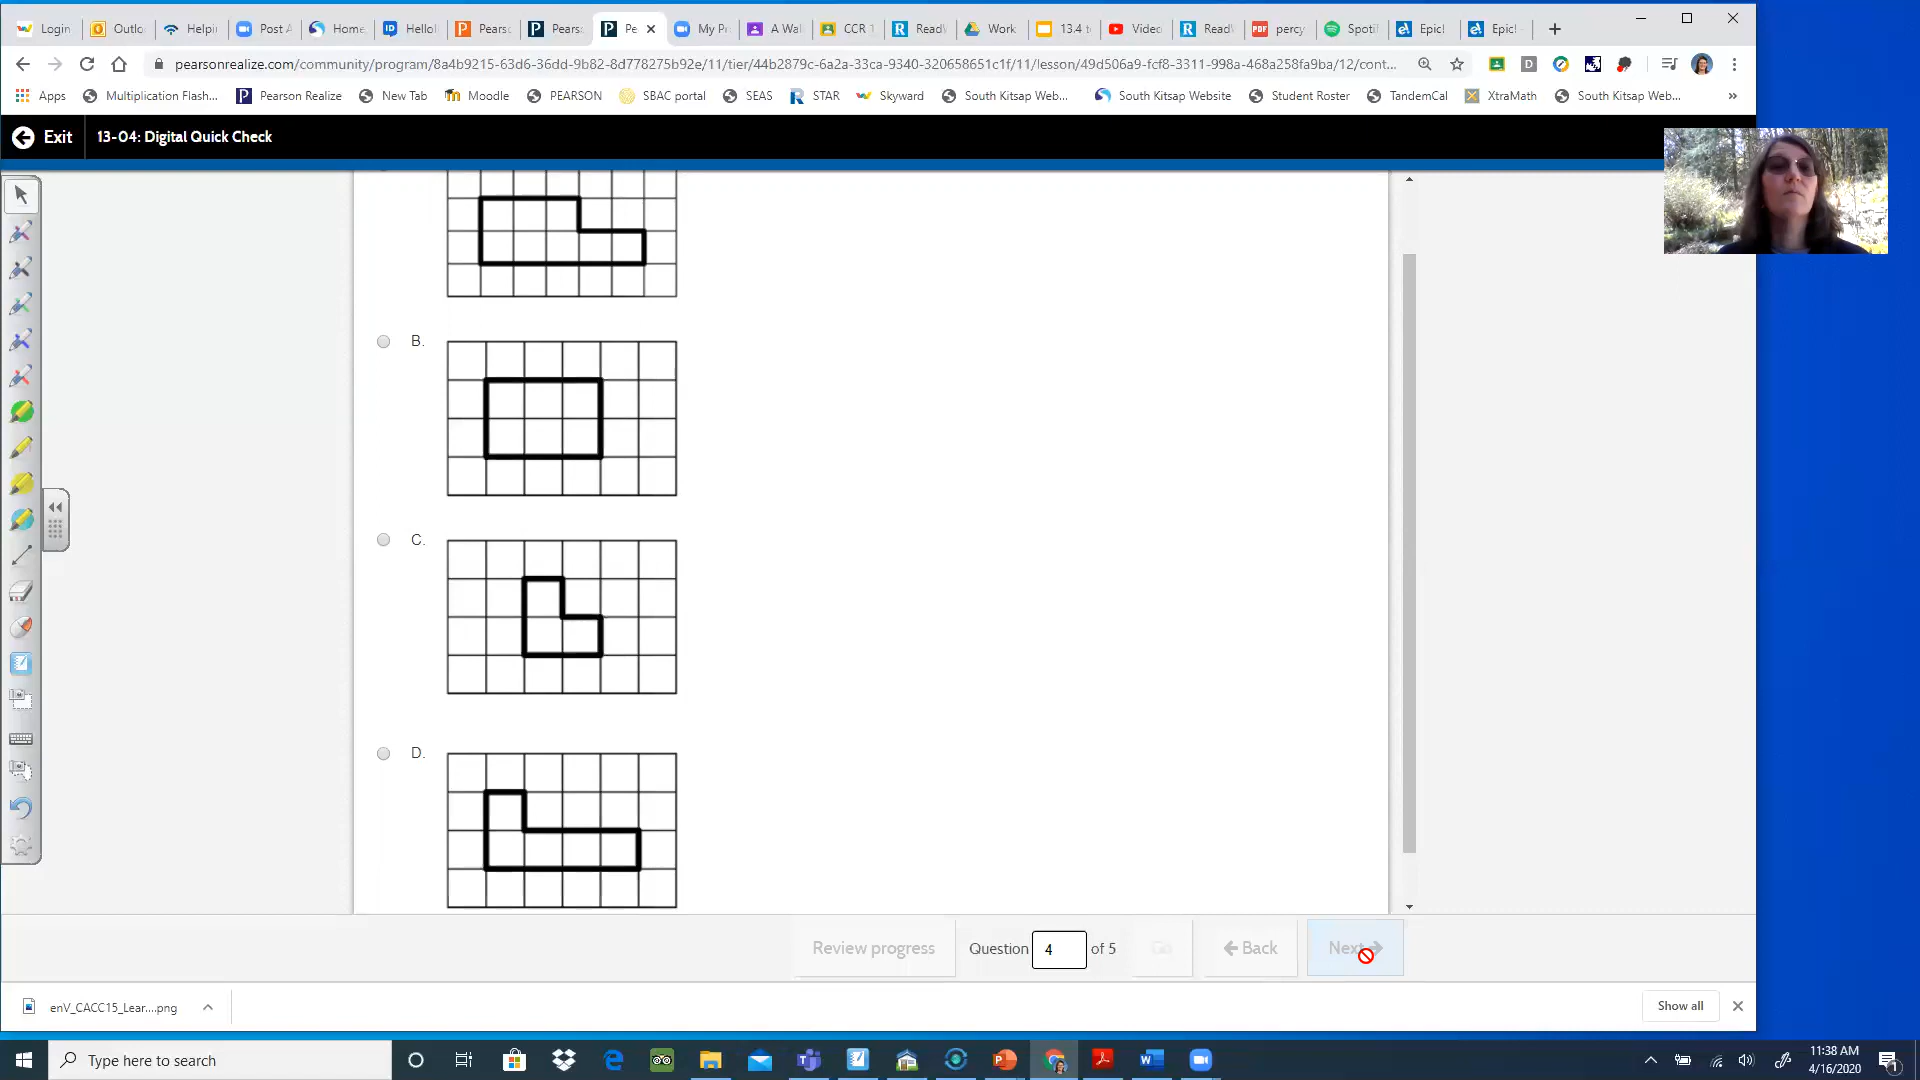 Login Outlo Helpi Post A Home, Hello! Pearso Pears Pe My Pr A Wal CCR 1 ReadV Work 13.4 t Video ReadV percy Spotif Epic! Epic!
pearsonrealize.com/community/program/8a4b9215-63d6-36dd-9b82-8d778275b92e/11/tier/44b2879c-6a2a-33ca-9340-320658651c1f/11/lesson/49d506a9-fcf8-3311-998a-468a258fa9ba/12/cont...
Apps Multiplication Flash... Pearson Realize New Tab Moodle PEARSON SBAC portal SEAS STAR Skyward South Kitsap Web... South Kitsap Website Student Roster TandemCal XtraMath South Kitsap Web... »
Exit 13-04: Digital Quick Check
B.
C.
D.
Review progress Question 4 of 5 Back Next
enV_CACC15_Lear....png Show all
Type here to search
11:38 AM
4/16/2020